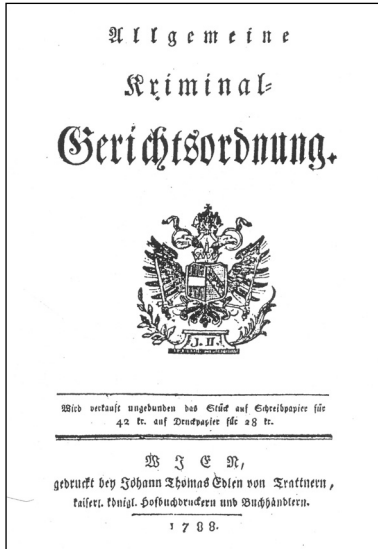 Allgemeine
Kriminal=
Gerichtsordnung.
J. II.
Wird verkauft ungebunden das Stück auf Schreibpapier für
42 kr. auf Druckpapier für 28 kr.
WIEN,
gedruckt bey Johann Thomas Edlen von Trattnern,
kaiserl. königl. Hofbuchdruckern und Buchhändlern.
1788.